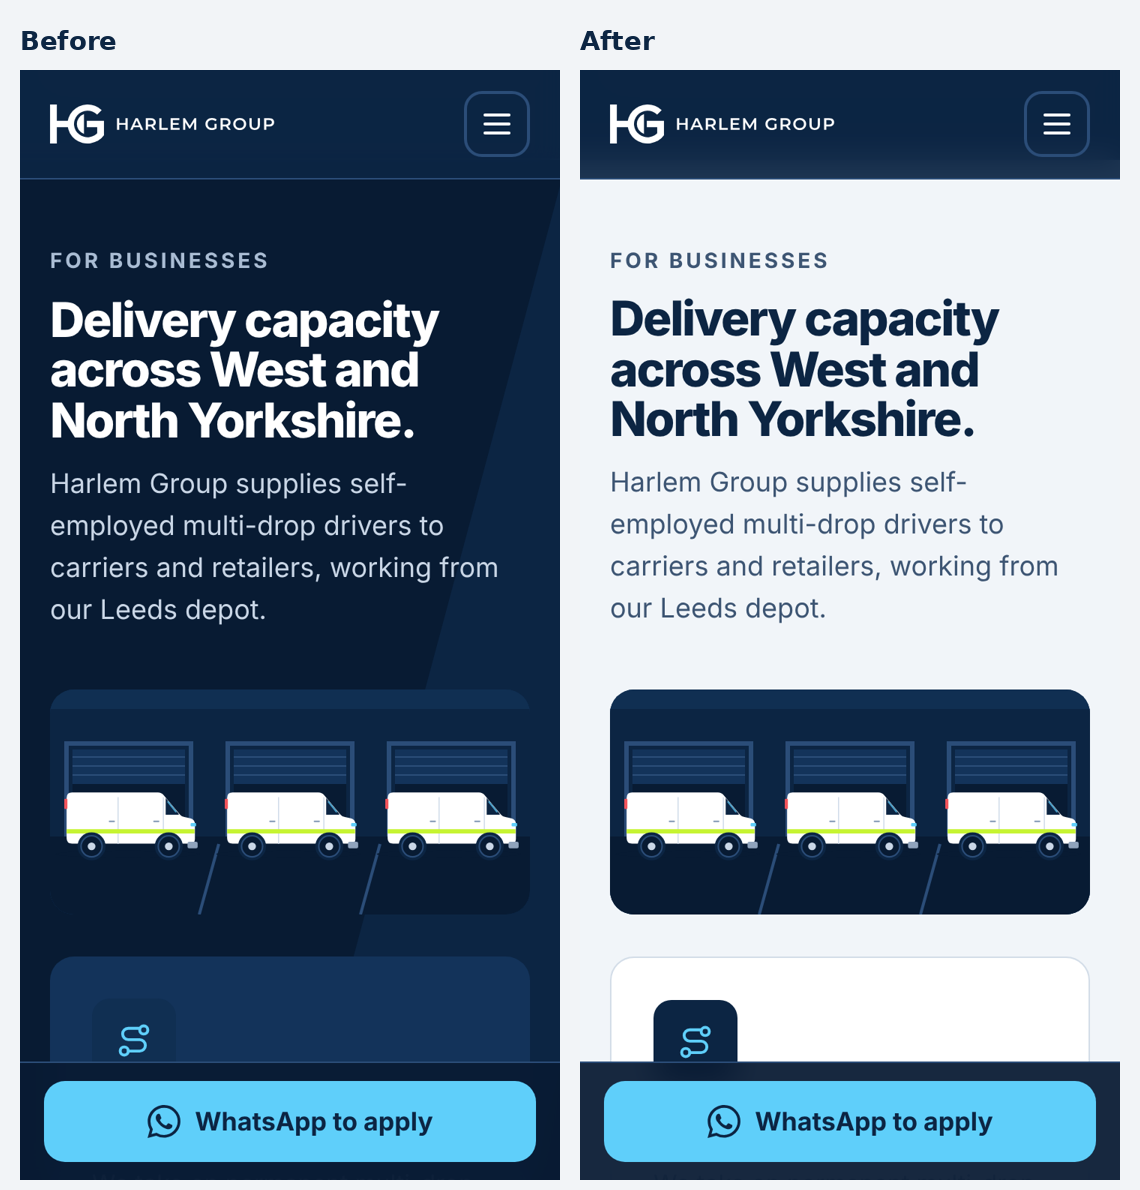 Before
HARLEM GROUP
FOR BUSINESSES
Delivery capacity
across West and
North Yorkshire.
Harlem Group supplies self-
employed multi-drop drivers to
carriers and retailers, working from
our Leeds depot.
WhatsApp to apply
After
HARLEM GROUP
FOR BUSINESSES
Delivery capacity
across West and
North Yorkshire.
Harlem Group supplies self-
employed multi-drop drivers to
carriers and retailers, working from
our Leeds depot.
WhatsApp to apply